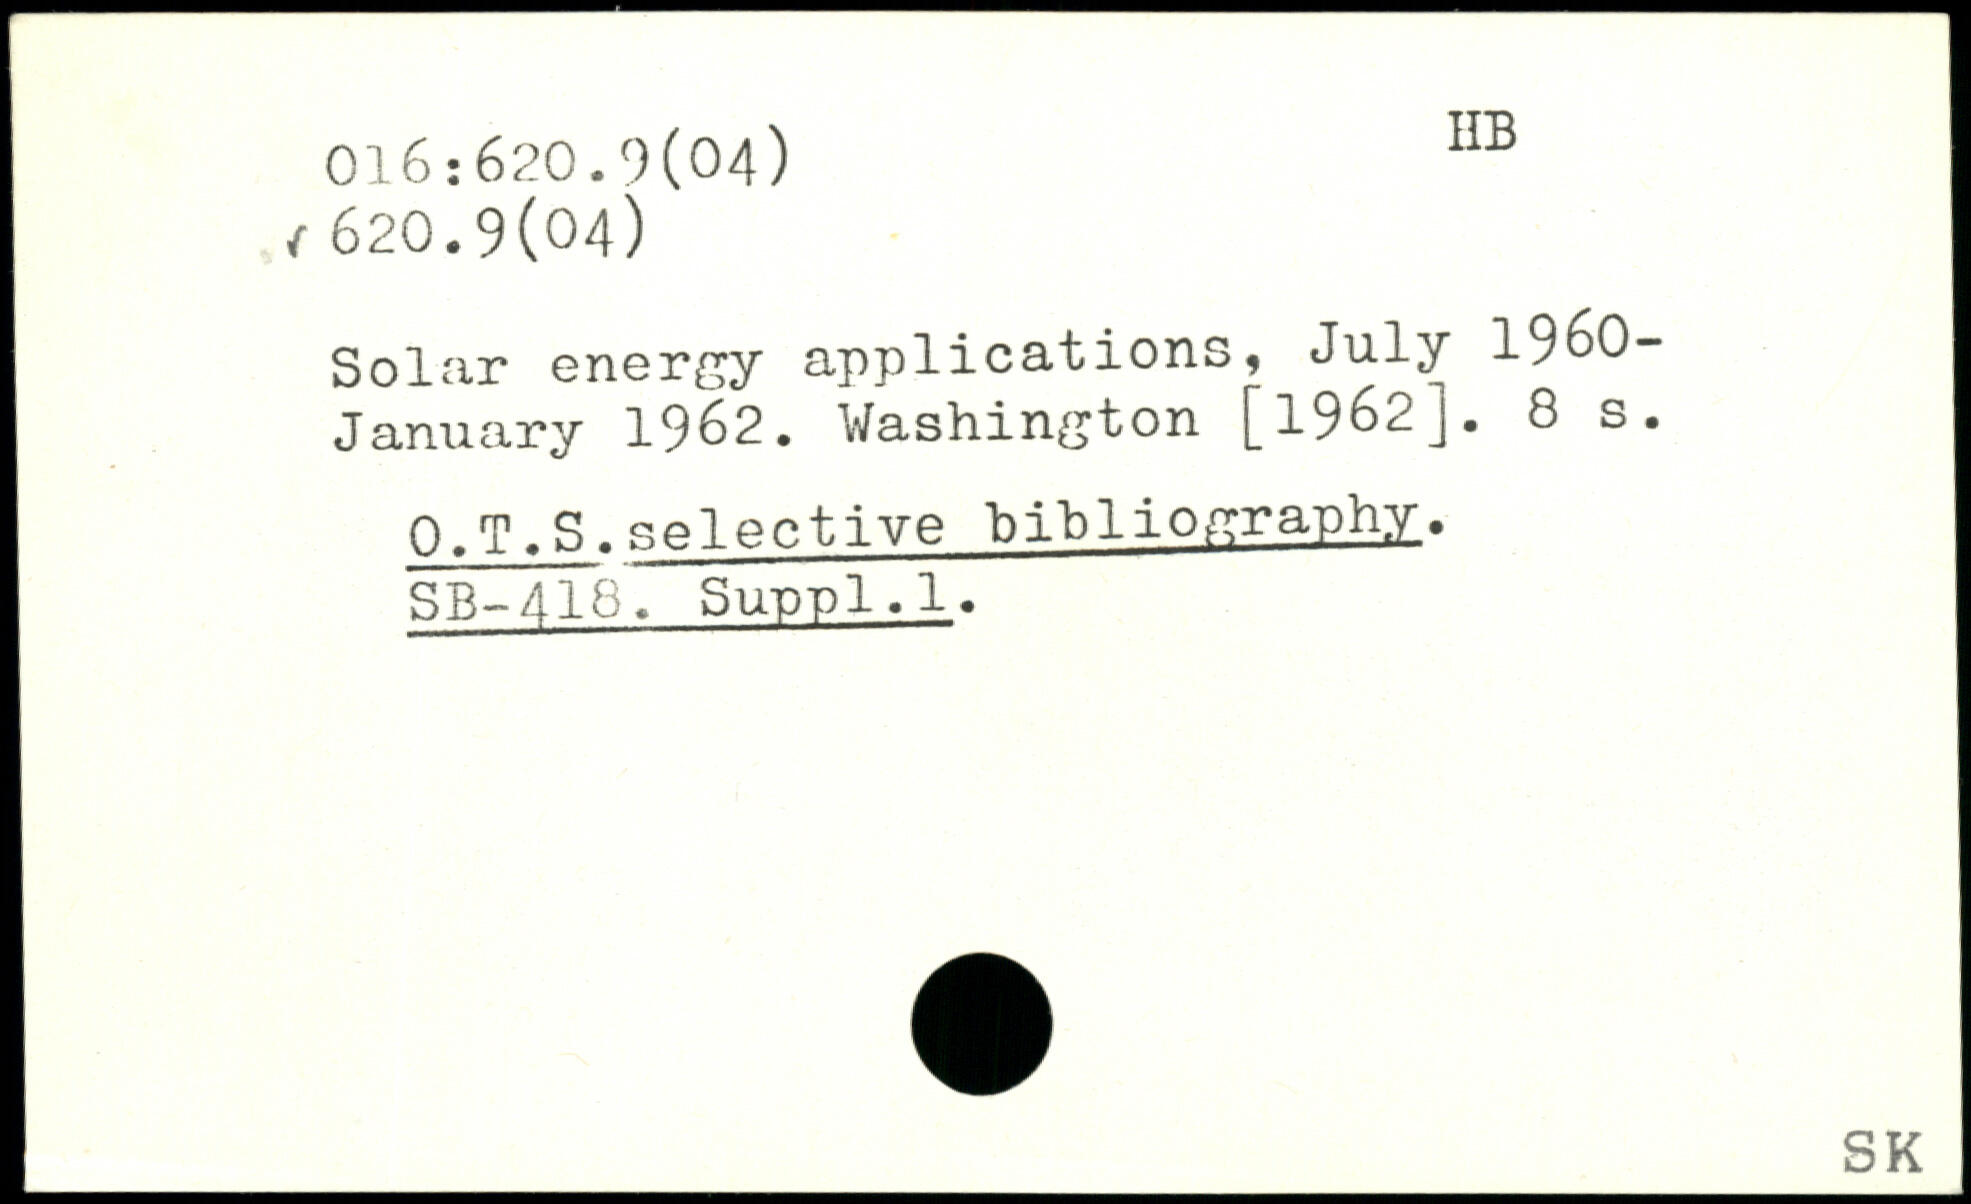 HB
016:620.9(04)
✓ 620.9(04)
Solar energy applications, July 1960-
January 1962. Washington [1962]. 8 s.
O.T.S.selective bibliography.
SB-418. Suppl.1.
SK